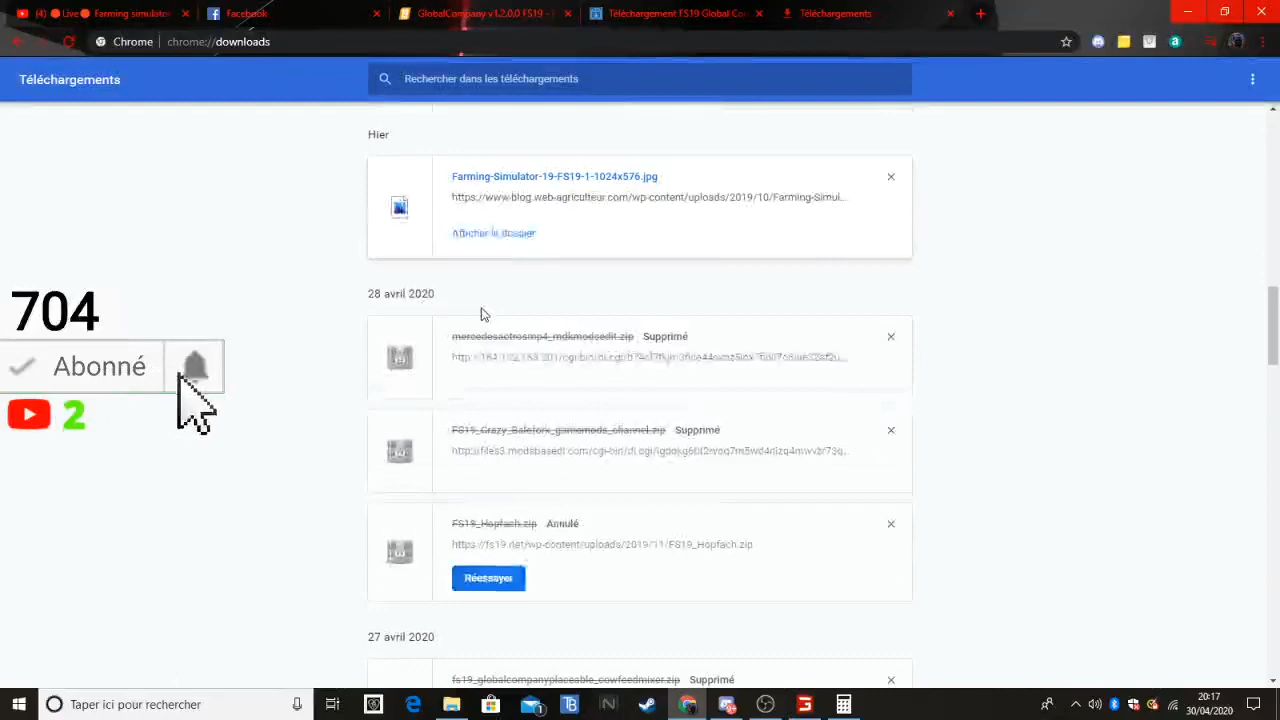 (4) 🔴 Live 🔴 Farming simulator
Facebook
GlobalCompany v1.2.0.0 FS19 -
Téléchargement FS19 Global Co
Téléchargements
Chrome | chrome://downloads
Téléchargements
Rechercher dans les téléchargements
Hier
Farming-Simulator-19-FS19-1-1024x576.jpg
https://www-blog.web-agriculteur.com/wp-content/uploads/2019/10/Farming-Simul...
Afficher le dossier
28 avril 2020
mercedesactrosmp4_mdkmodsedit.zip Supprimé
FS19_Crazy_Balefork_gamemods_channel.zip Supprimé
FS19_Hopfach.zip Annulé
https://fs19.net/wp-content/uploads/2019/11/FS19_Hopfach.zip
Réessayer
27 avril 2020
fs19_globalcompanyplaceable_cowfeedmixer.zip Supprimé
704
Abonné
2
Taper ici pour rechercher
20:17
30/04/2020